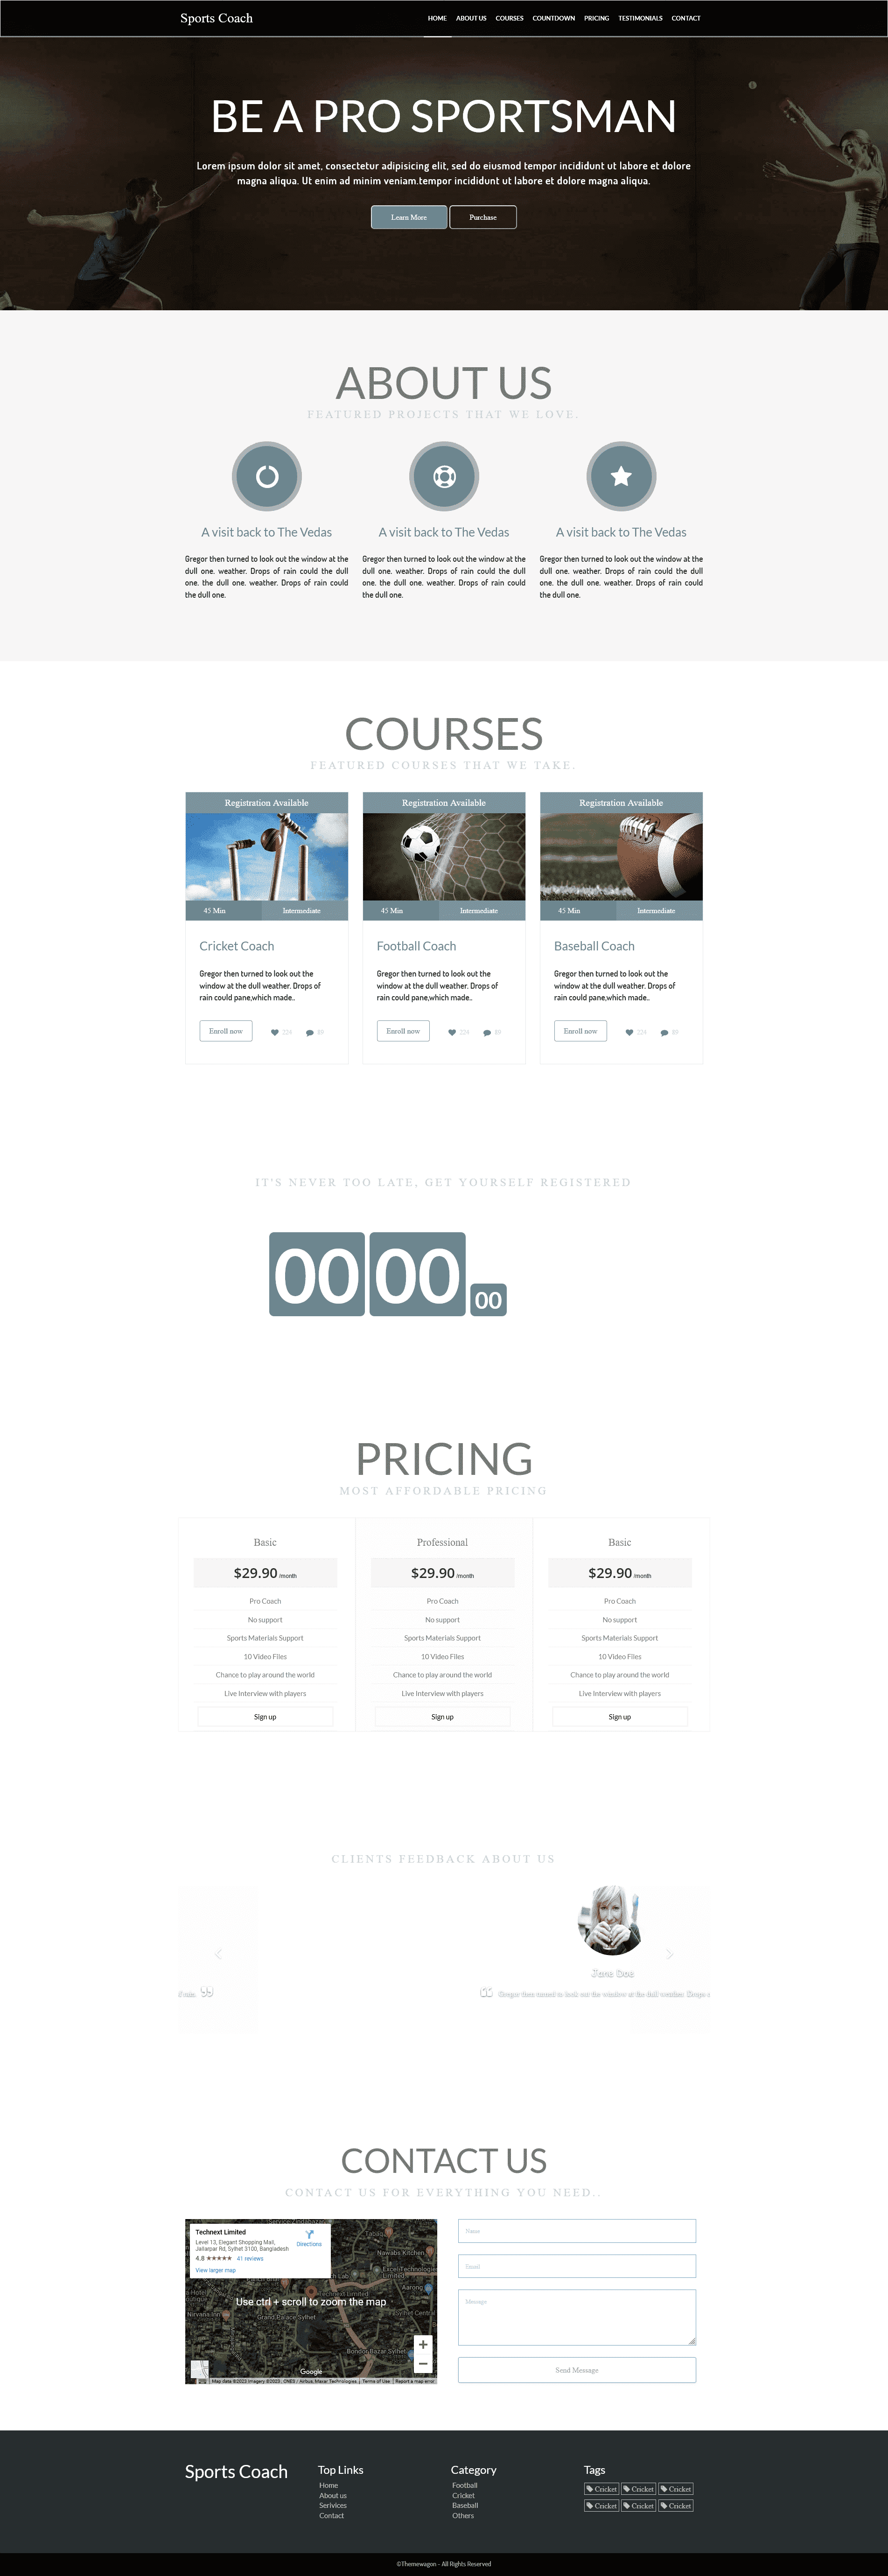 Sports Coach
HOME ABOUT US COURSES COUNTDOWN PRICING TESTIMONIALS CONTACT
BE A PRO SPORTSMAN
Lorem ipsum dolor sit amet, consectetur adipisicing elit, sed do eiusmod tempor incididunt ut labore et dolore
magna aliqua. Ut enim ad minim veniam.tempor incididunt ut labore et dolore magna aliqua.
Learn More Purchase
ABOUT US
FEATURED PROJECTS THAT WE LOVE.
A visit back to The Vedas
Gregor then turned to look out the window at the
dull one. weather. Drops of rain could the dull
one. the dull one. weather. Drops of rain could
the dull one.
A visit back to The Vedas
Gregor then turned to look out the window at the
dull one. weather. Drops of rain could the dull
one. the dull one. weather. Drops of rain could
the dull one.
A visit back to The Vedas
Gregor then turned to look out the window at the
dull one. weather. Drops of rain could the dull
one. the dull one. weather. Drops of rain could
the dull one.
COURSES
FEATURED COURSES THAT WE TAKE.
Registration Available
45 Min Intermediate
Cricket Coach
Gregor then turned to look out the
window at the dull weather. Drops of
rain could pane,which made..
Enroll now 224 89
Registration Available
45 Min Intermediate
Football Coach
Gregor then turned to look out the
window at the dull weather. Drops of
rain could pane,which made..
Enroll now 224 89
Registration Available
45 Min Intermediate
Baseball Coach
Gregor then turned to look out the
window at the dull weather. Drops of
rain could pane,which made..
Enroll now 224 89
IT'S NEVER TOO LATE, GET YOURSELF REGISTERED
00 00 00
PRICING
MOST AFFORDABLE PRICING
Basic
$29.90 /month
Pro Coach
No support
Sports Materials Support
10 Video Files
Chance to play around the world
Live Interview with players
Sign up
Professional
$29.90 /month
Pro Coach
No support
Sports Materials Support
10 Video Files
Chance to play around the world
Live Interview with players
Sign up
Basic
$29.90 /month
Pro Coach
No support
Sports Materials Support
10 Video Files
Chance to play around the world
Live Interview with players
Sign up
CLIENTS FEEDBACK ABOUT US
Jane Doe
Gregor then turned to look out the window at the dull weather. Drops
CONTACT US
CONTACT US FOR EVERYTHING YOU NEED..
Technext Limited
Level 13, Elegant Shopping Mall,
Jallarpar Rd, Sylhet 3100, Bangladesh
Directions
4.8 ★★★★★ 41 reviews
View larger map
Nawabs Kitchen
Technext Limited
Use ctrl + scroll to zoom the map
Grand Palace Sylhet
Nirvana Inn
Bondor Bazar Sylhet
Google
Map data ©2023 Imagery ©2023 , CNES / Airbus, Maxar Technologies Terms of Use Report a map error
Name
Email
Message
Send Message
Sports Coach
Top Links
Home
About us
Serivices
Contact
Category
Football
Cricket
Baseball
Others
Tags
Cricket Cricket Cricket
Cricket Cricket Cricket
©Themewagon - All Rights Reserved